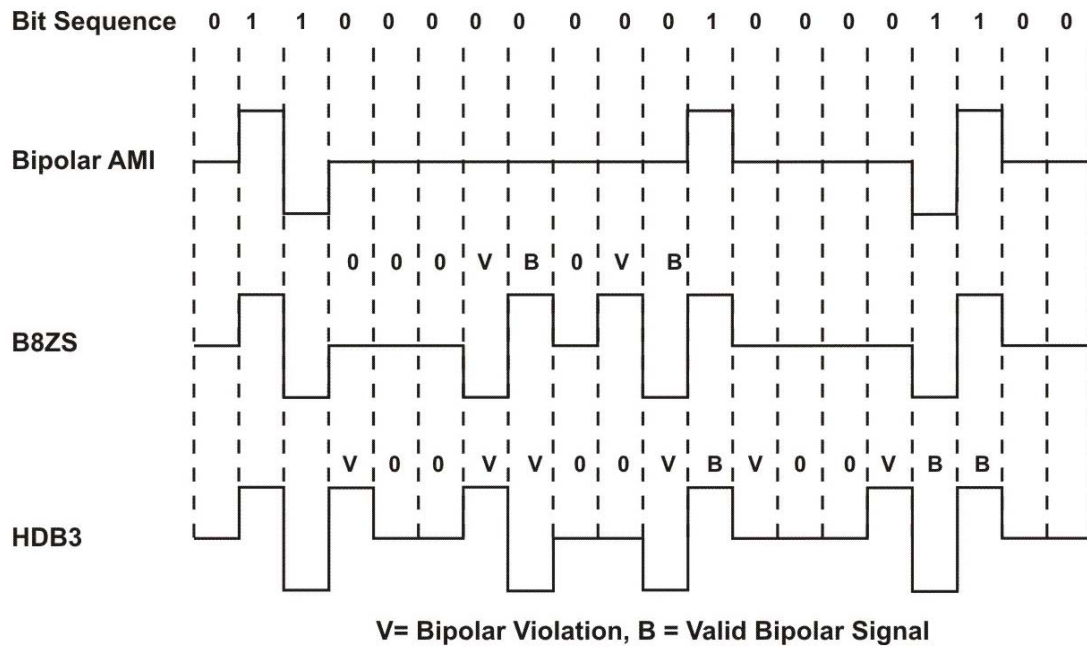 Bit Sequence 0 1 1 0 0 0 0 0 0 0 0 1 0 0 0 0 1 1 0 0
Bipolar AMI
0 0 0 V B 0 V B
B8ZS
V 0 0 V V 0 0 V B V 0 0 V B B
HDB3
V= Bipolar Violation, B = Valid Bipolar Signal